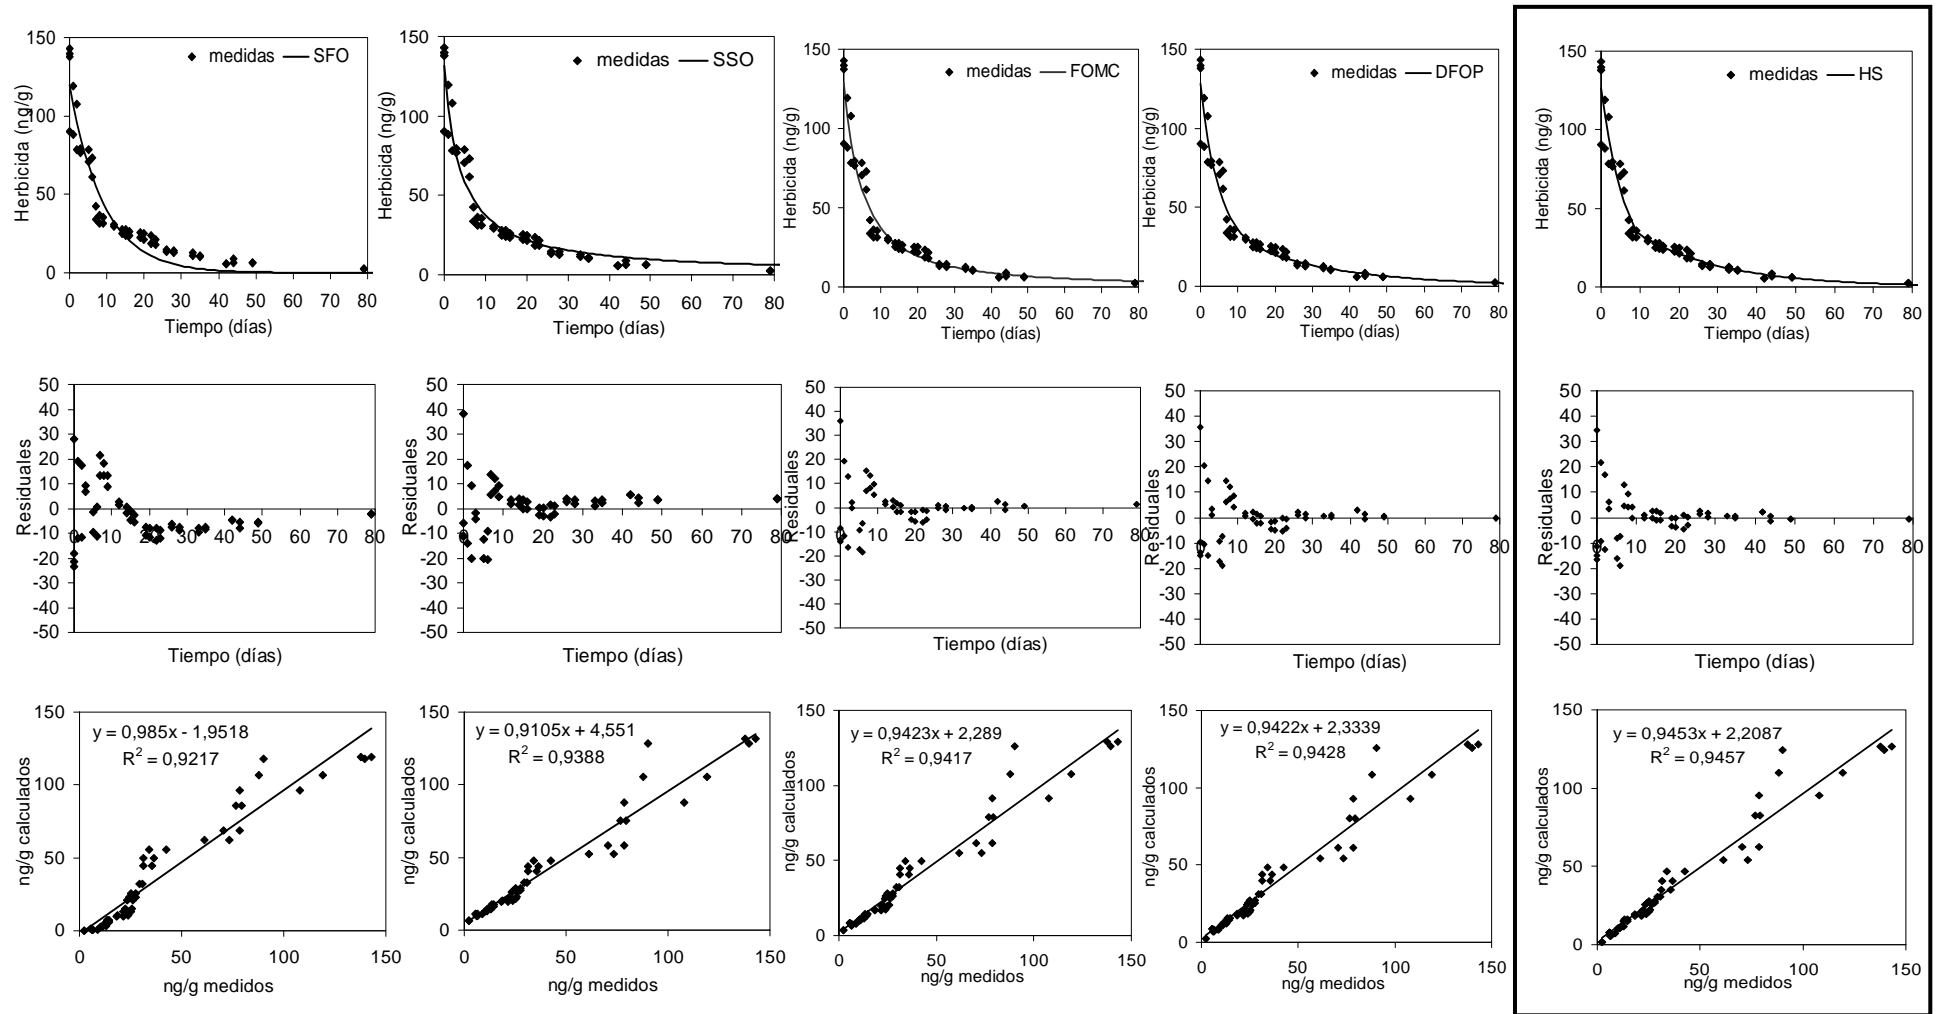 150
100
50
0
0 10 20 30 40 50 60 70 80
Herbicida (ng/g)
Tiempo (días)
medidas SFO
150
100
50
0
0 10 20 30 40 50 60 70 80
Herbicida (ng/g)
Tiempo (días)
medidas SSO
150
100
50
0
0 10 20 30 40 50 60 70 80
Herbicida (ng/g)
Tiempo (días)
medidas FOMC
150
100
50
0
0 10 20 30 40 50 60 70 80
Herbicida (ng/g)
Tiempo (días)
medidas DFOP
150
100
50
0
0 10 20 30 40 50 60 70 80
Herbicida (ng/g)
Tiempo (días)
medidas HS
50
40
30
20
10
0
-10
-20
-30
-40
-50
0 10 20 30 40 50 60 70 80
Residuales
Tiempo (días)
50
40
30
20
10
0
-10
-20
-30
-40
-50
0 10 20 30 40 50 60 70 80
Residuales
Tiempo (días)
50
40
30
20
10
0
-10
-20
-30
-40
-50
0 10 20 30 40 50 60 70 80
Residuales
Tiempo (días)
50
40
30
20
10
0
-10
-20
-30
-40
-50
0 10 20 30 40 50 60 70 80
Residuales
Tiempo (días)
50
40
30
20
10
0
-10
-20
-30
-40
-50
0 10 20 30 40 50 60 70 80
Residuales
Tiempo (días)
y = 0,985x - 1,9518
R² = 0,9217
150
100
50
0
0 50 100 150
ng/g calculados
ng/g medidos
y = 0,9105x + 4,551
R² = 0,9388
150
100
50
0
0 50 100 150
ng/g calculados
ng/g medidos
y = 0,9423x + 2,289
R² = 0,9417
150
100
50
0
0 50 100 150
ng/g calculados
ng/g medidos
y = 0,9422x + 2,3339
R² = 0,9428
150
100
50
0
0 50 100 150
ng/g calculados
ng/g medidos
y = 0,9453x + 2,2087
R² = 0,9457
150
100
50
0
0 50 100 150
ng/g calculados
ng/g medidos